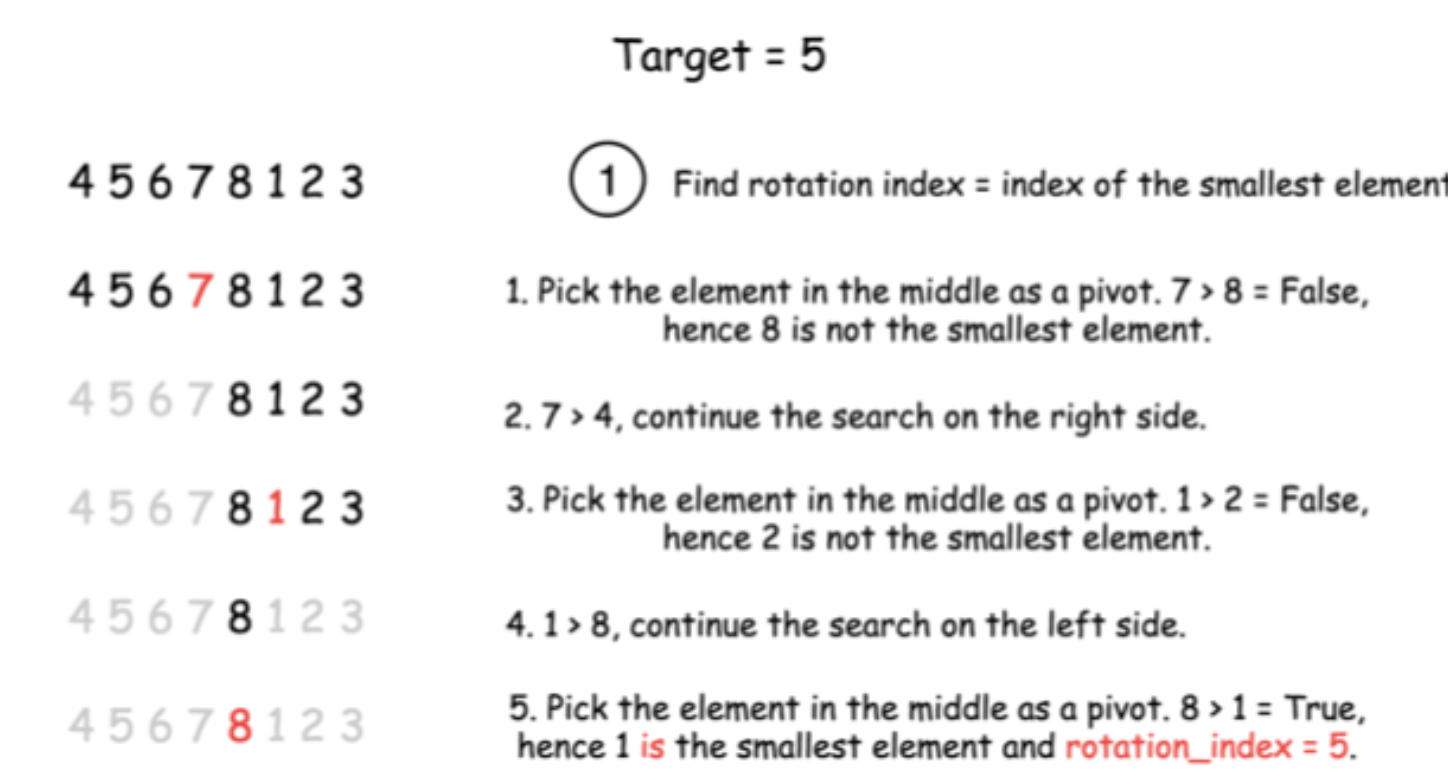 Target = 5
4 5 6 7 8 1 2 3
1 Find rotation index = index of the smallest element
4 5 6 7 8 1 2 3
1. Pick the element in the middle as a pivot. 7 > 8 = False,
hence 8 is not the smallest element.
4 5 6 7 8 1 2 3
2. 7 > 4, continue the search on the right side.
4 5 6 7 8 1 2 3
3. Pick the element in the middle as a pivot. 1 > 2 = False,
hence 2 is not the smallest element.
4 5 6 7 8 1 2 3
4. 1 > 8, continue the search on the left side.
4 5 6 7 8 1 2 3
5. Pick the element in the middle as a pivot. 8 > 1 = True,
hence 1 is the smallest element and rotation_index = 5.